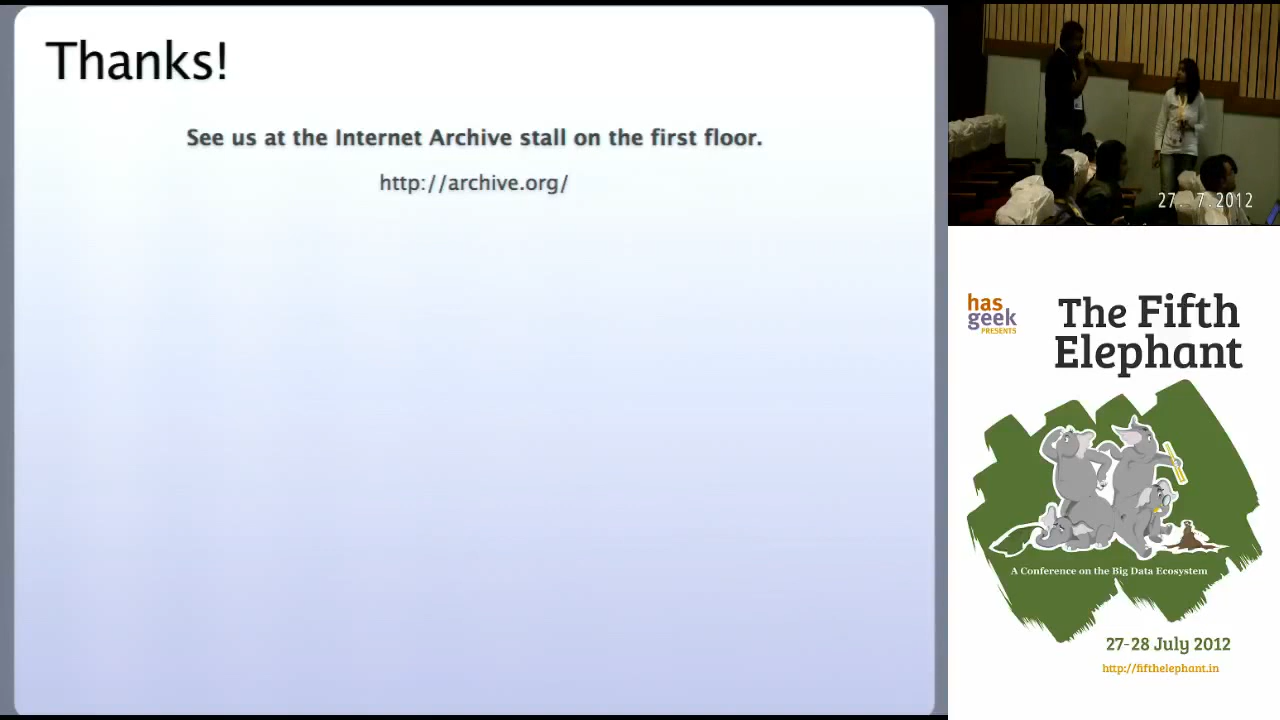 Thanks!
See us at the Internet Archive stall on the first floor.
http://archive.org/
27. 7.2012
has
geek
PRESENTS
The Fifth
Elephant
A Conference on the Big Data Ecosystem
27-28 July 2012
http://fifthelephant.in